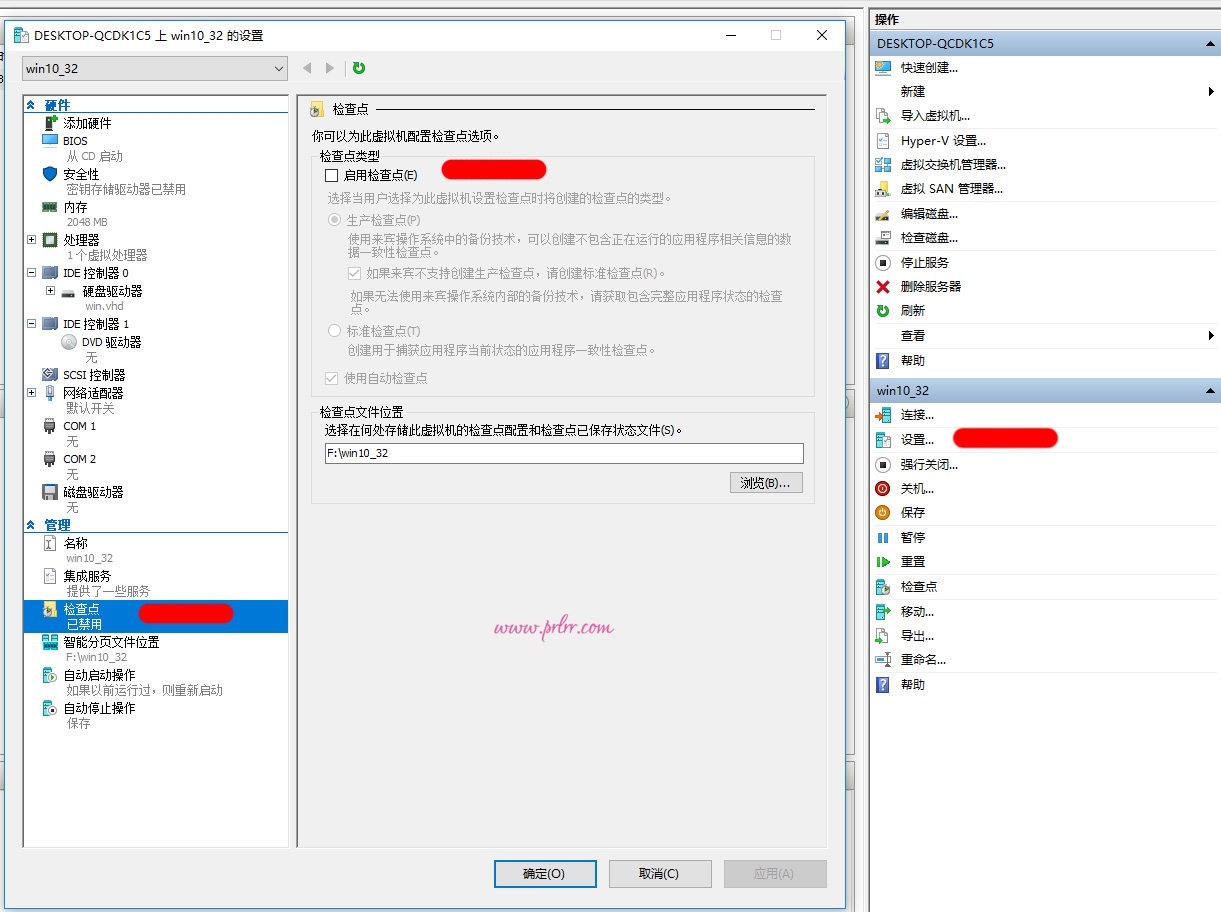 DESKTOP-QCDK1C5 上 win10_32 的设置
win10_32
硬件
添加硬件
BIOS
从 CD 启动
安全性
密钥存储驱动器已禁用
内存
2048 MB
处理器
1 个虚拟处理器
IDE 控制器 0
硬盘驱动器
win.vhd
IDE 控制器 1
DVD 驱动器
无
SCSI 控制器
网络适配器
默认开关
COM 1
无
COM 2
无
磁盘驱动器
无
管理
名称
win10_32
集成服务
提供了一些服务
检查点
已禁用
智能分页文件位置
F:\win10_32
自动启动操作
如果以前运行过，则重新启动
自动停止操作
保存
检查点
你可以为此虚拟机配置检查点选项。
检查点类型
启用检查点(E)
选择当用户选择为此虚拟机设置检查点时将创建的检查点的类型。
生产检查点(P)
使用来宾操作系统中的备份技术，可以创建不包含正在运行的应用程序相关信息的数
据一致性检查点。
如果来宾不支持创建生产检查点，请创建标准检查点(R)。
如果无法使用来宾操作系统内部的备份技术，请获取包含完整应用程序状态的检查
点。
标准检查点(T)
创建用于捕获应用程序当前状态的应用程序一致性检查点。
使用自动检查点
检查点文件位置
选择在何处存储此虚拟机的检查点配置和检查点已保存状态文件(S)。
F:\win10_32
浏览(B)...
www.prlrr.com
确定(O)
取消(C)
应用(A)
操作
DESKTOP-QCDK1C5
快速创建...
新建
导入虚拟机...
Hyper-V 设置...
虚拟交换机管理器...
虚拟 SAN 管理器...
编辑磁盘...
检查磁盘...
停止服务
删除服务器
刷新
查看
帮助
win10_32
连接...
设置...
强行关闭...
关机...
保存
暂停
重置
检查点
移动...
导出...
重命名...
帮助